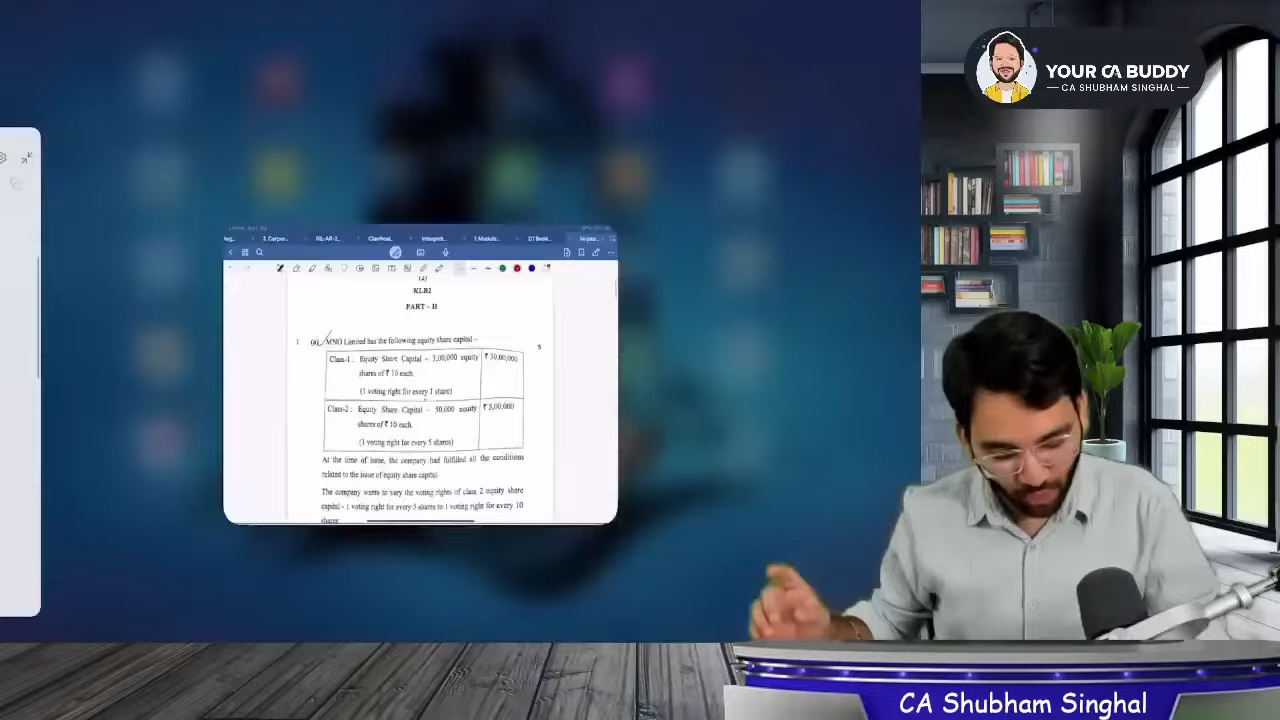 YOUR CA BUDDY
CA SHUBHAM SINGHAL
KLB2
PART – II
1 (a) MNO Limited has the following equity share capital – 5
Class-1 : Equity Share Capital – 3,00,000 equity shares of ₹ 10 each. ₹ 30,00,000
(1 voting right for every 1 share)
Class-2 : Equity Share Capital – 50,000 equity shares of ₹ 10 each. ₹ 5,00,000
(1 voting right for every 5 shares)
At the time of issue, the company had fulfilled all the conditions
related to the issue of equity share capital.
The company wants to vary the voting rights of class 2 equity share
capital - 1 voting right for every 5 shares to 1 voting right for every 10
shares
CA Shubham Singhal